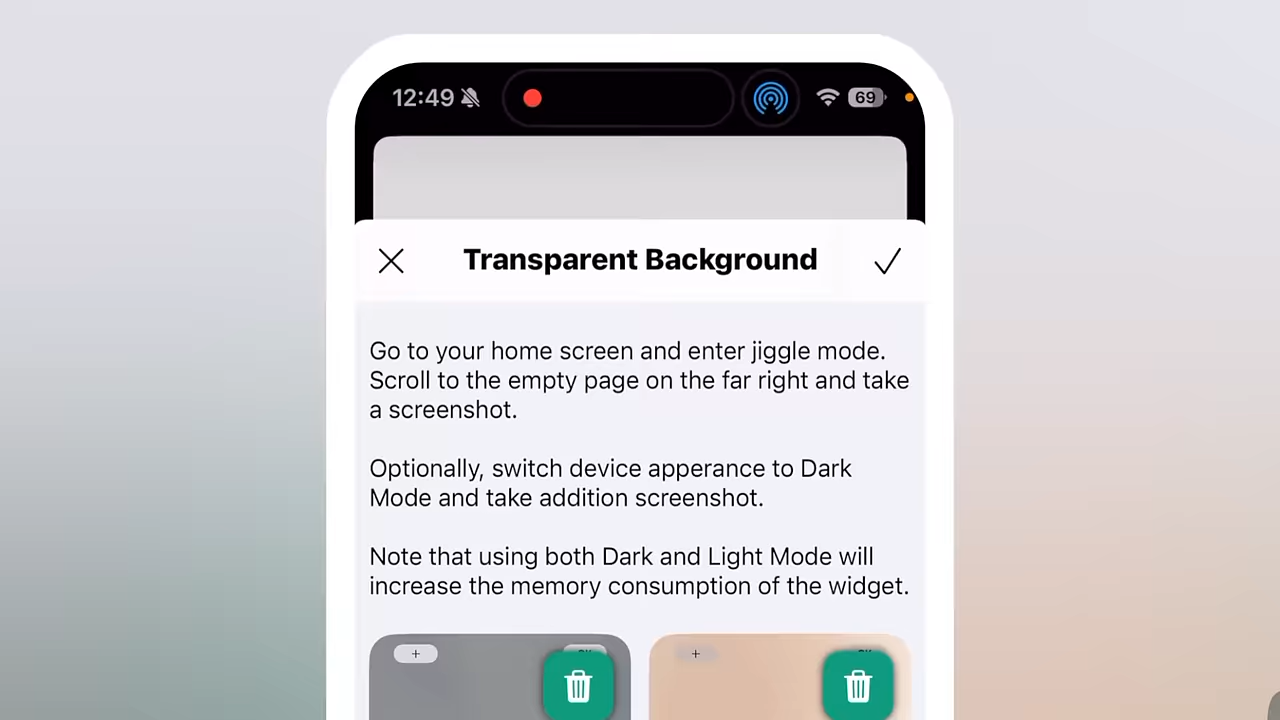 12:49
69
Transparent Background
Go to your home screen and enter jiggle mode.
Scroll to the empty page on the far right and take
a screenshot.
Optionally, switch device apperance to Dark
Mode and take addition screenshot.
Note that using both Dark and Light Mode will
increase the memory consumption of the widget.
+
+